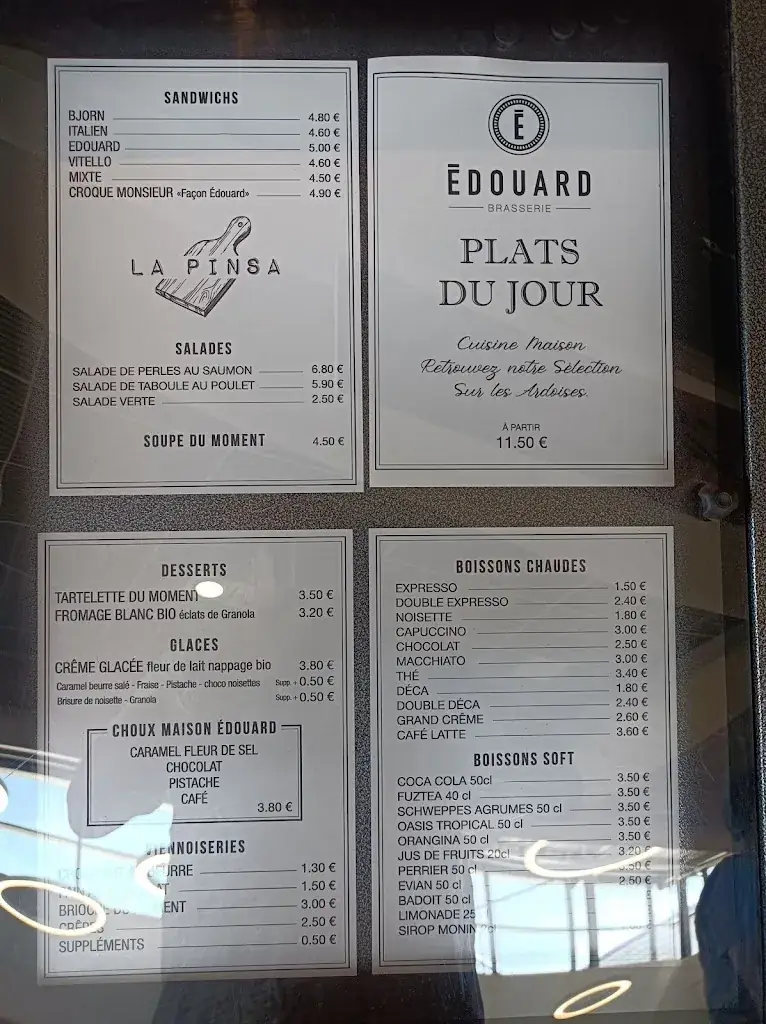 SANDWICHS
BJORN 4.80 €
ITALIEN 4.60 €
EDOUARD 5.00 €
VITELLO 4.60 €
MIXTE 4.50 €
CROQUE MONSIEUR «Façon Édouard» 4.90 €
LA PINSA
SALADES
SALADE DE PERLES AU SAUMON 6.80 €
SALADE DE TABOULE AU POULET 5.90 €
SALADE VERTE 2.50 €
SOUPE DU MOMENT 4.50 €
Ē
ĒDOUARD
BRASSERIE
PLATS
DU JOUR
Cuisine Maison
Retrouvez notre Sélection
Sur les Ardoises.
À PARTIR
11.50 €
DESSERTS
TARTELETTE DU MOMENT 3.50 €
FROMAGE BLANC BIO éclats de Granola 3.20 €
GLACES
CRÊME GLACÉE fleur de lait nappage bio 3.80 €
Caramel beurre salé - Fraise - Pistache - choco noisettes Supp. + 0.50 €
Brisure de noisette - Granola Supp. + 0.50 €
CHOUX MAISON ÉDOUARD
CARAMEL FLEUR DE SEL
CHOCOLAT
PISTACHE
CAFÉ
3.80 €
VIENNOISERIES
BEURRE 1.30 €
1.50 €
BRIOCHE 3.00 €
CRÊPES 2.50 €
SUPPLÉMENTS 0.50 €
BOISSONS CHAUDES
EXPRESSO 1.50 €
DOUBLE EXPRESSO 2.40 €
NOISETTE 1.80 €
CAPUCCINO 3.00 €
CHOCOLAT 2.50 €
MACCHIATO 3.00 €
THÉ 3.40 €
DÉCA 1.80 €
DOUBLE DÉCA 2.40 €
GRAND CRÊME 2.60 €
CAFÉ LATTE 3.60 €
BOISSONS SOFT
COCA COLA 50cl 3.50 €
FUZTEA 40 cl 3.50 €
SCHWEPPES AGRUMES 50 cl 3.50 €
OASIS TROPICAL 50 cl 3.50 €
ORANGINA 50 cl 3.50 €
JUS DE FRUITS 20cl 3.20 €
PERRIER 50 cl
EVIAN 50 cl 2.50 €
BADOIT 50 cl
LIMONADE
SIROP MONIN